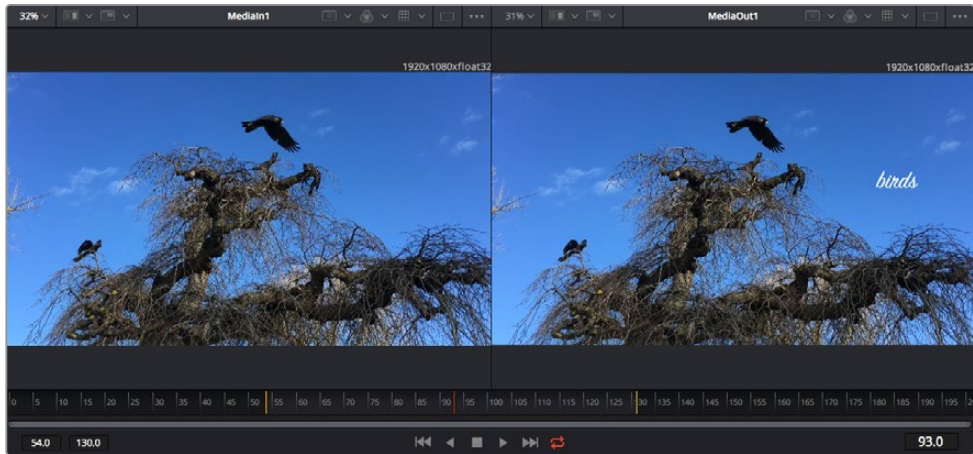 32% MediaIn1
31% MediaOut1
1920x1080xfloat32
1920x1080xfloat32
birds
0 5 10 15 20 25 30 35 40 45 50 55 60 65 70 75 80 85 90 95 100 105 110 115 120 125 130 135 140 145 150 155 160 165 170 175 180 185 190 195
54.0 130.0 93.0